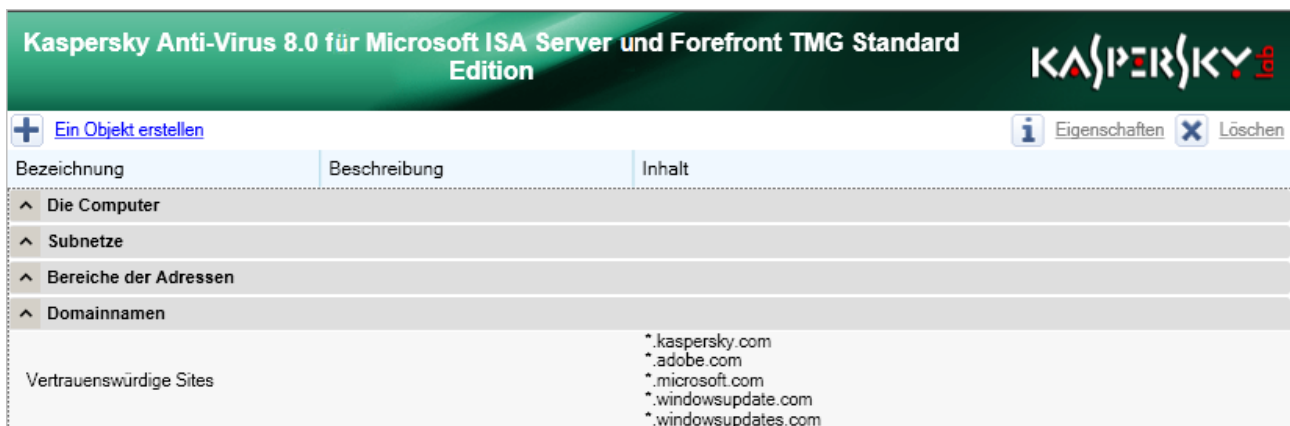 Kaspersky Anti-Virus 8.0 für Microsoft ISA Server und Forefront TMG Standard
Edition
KASPERSKY lab
Ein Objekt erstellen
Eigenschaften
Löschen
Bezeichnung Beschreibung Inhalt
Die Computer
Subnetze
Bereiche der Adressen
Domainnamen
*.kaspersky.com
*.adobe.com
Vertrauenswürdige Sites
*.microsoft.com
*.windowsupdate.com
*.windowsupdates.com